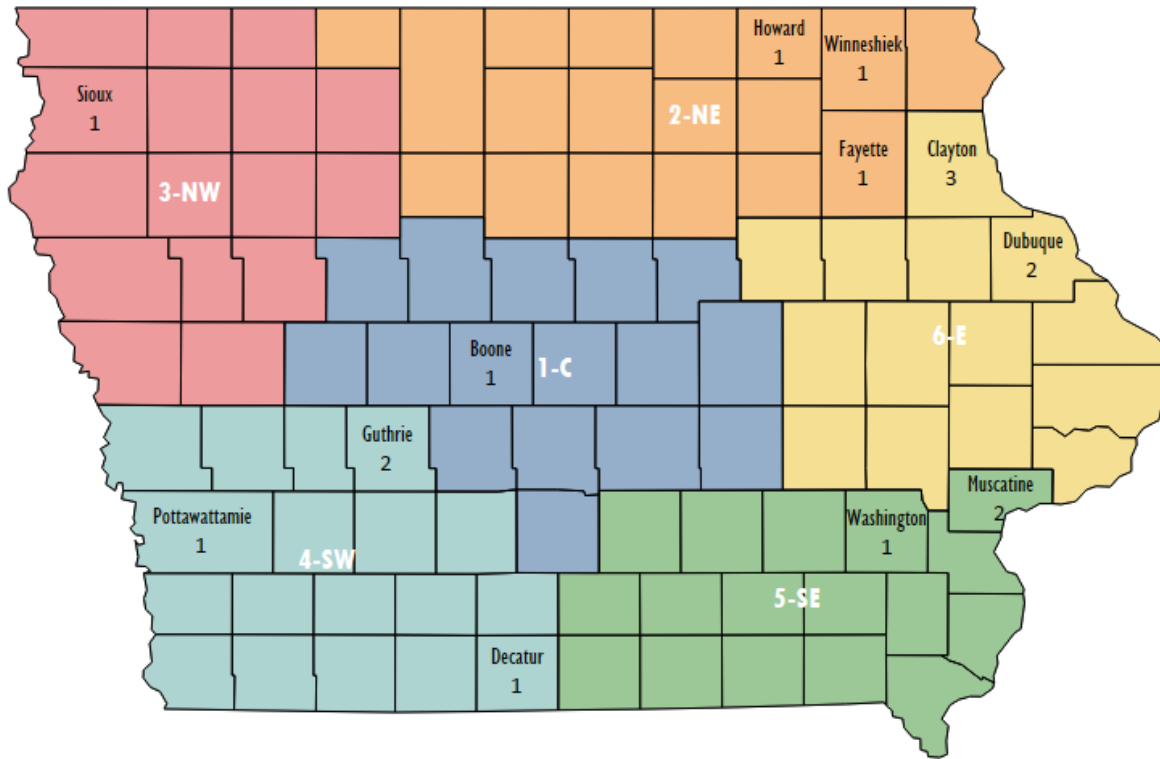 Howard
1
Winneshiek
1
Sioux
1
2-NE
Fayette
1
Clayton
3
3-NW
Dubuque
2
6-E
Boone
1
1-C
Guthrie
2
Muscatine
2
Pottawattamie
1
Washington
1
4-SW
5-SE
Decatur
1